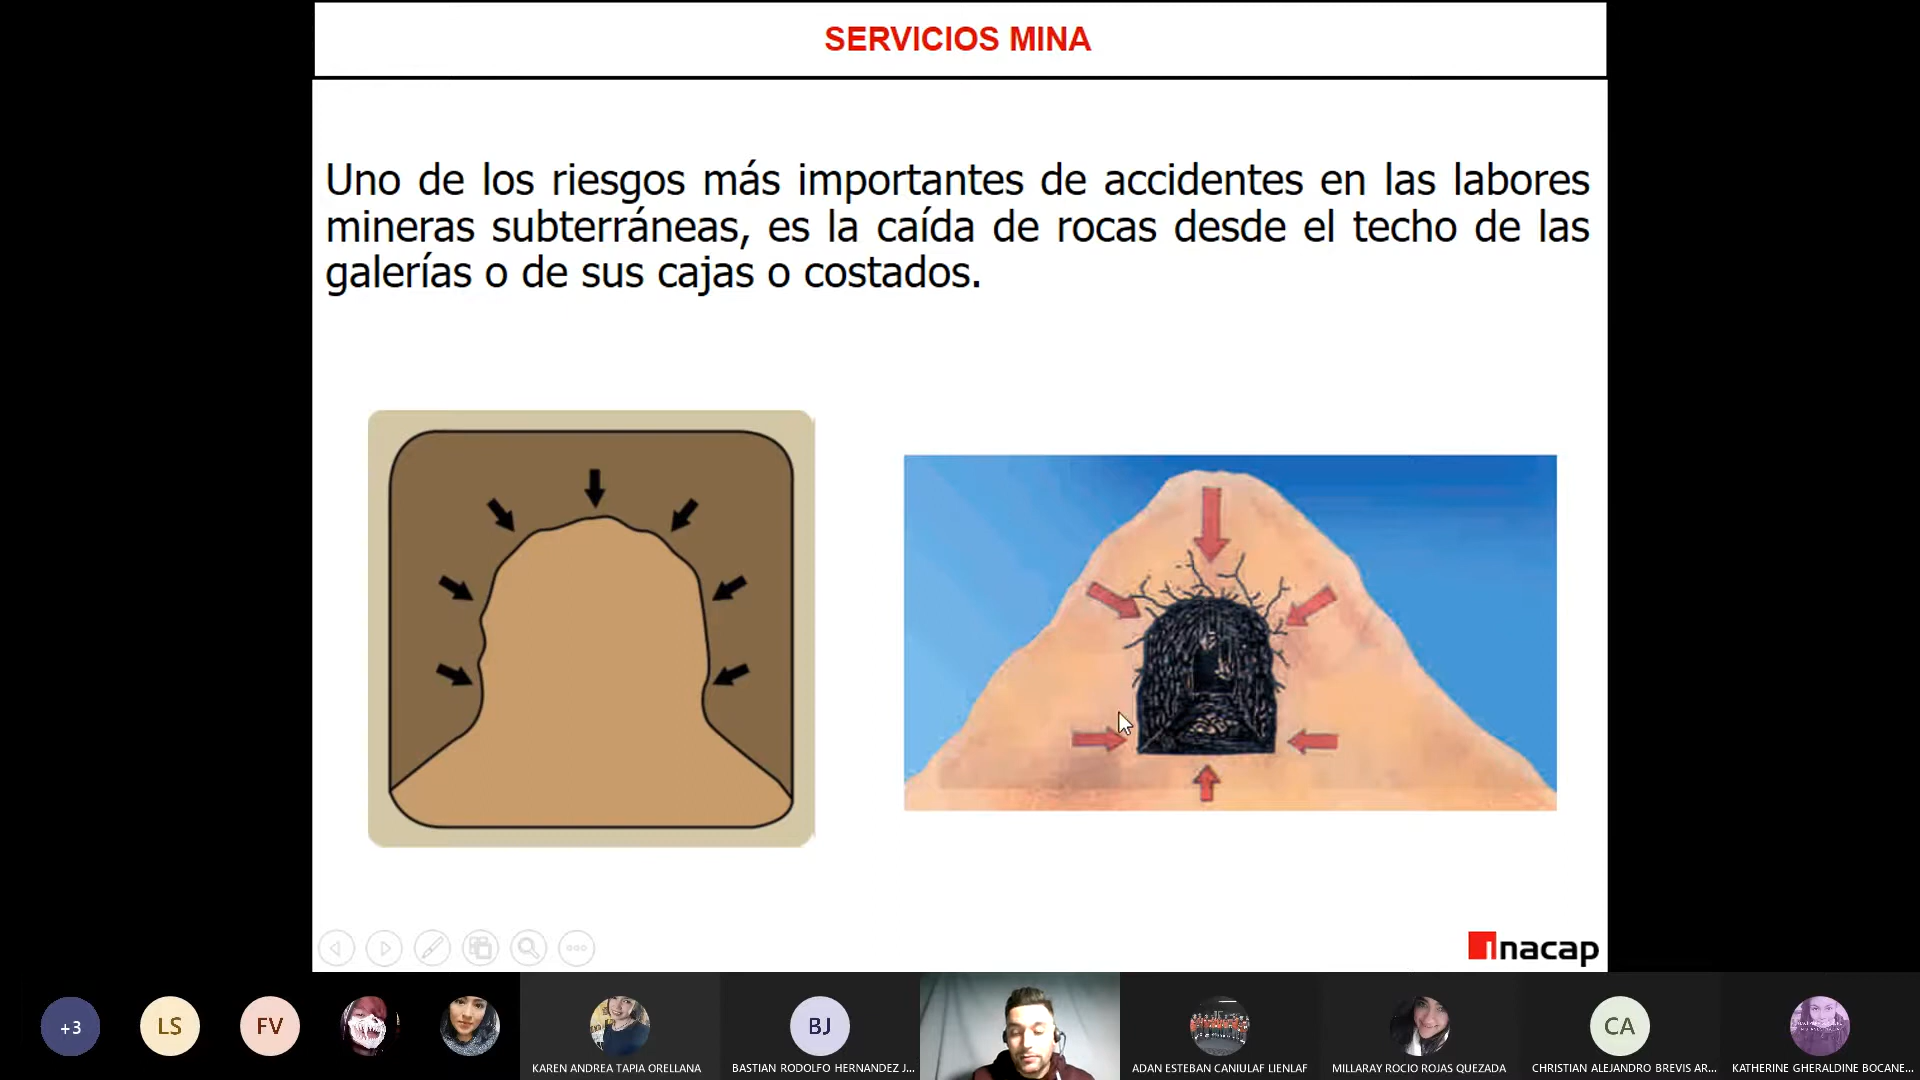 SERVICIOS MINA
Uno de los riesgos más importantes de accidentes en las labores
mineras subterráneas, es la caída de rocas desde el techo de las
galerías o de sus cajas o costados.
inacap
+3
LS
FV
BJ
CA
KAREN ANDREA TAPIA ORELLANA
BASTIAN RODOLFO HERNANDEZ J...
ADAN ESTEBAN CANIULAF LIENLAF
MILLARAY ROCIO ROJAS QUEZADA
CHRISTIAN ALEJANDRO BREVIS AR...
KATHERINE GHERALDINE BOCANE...